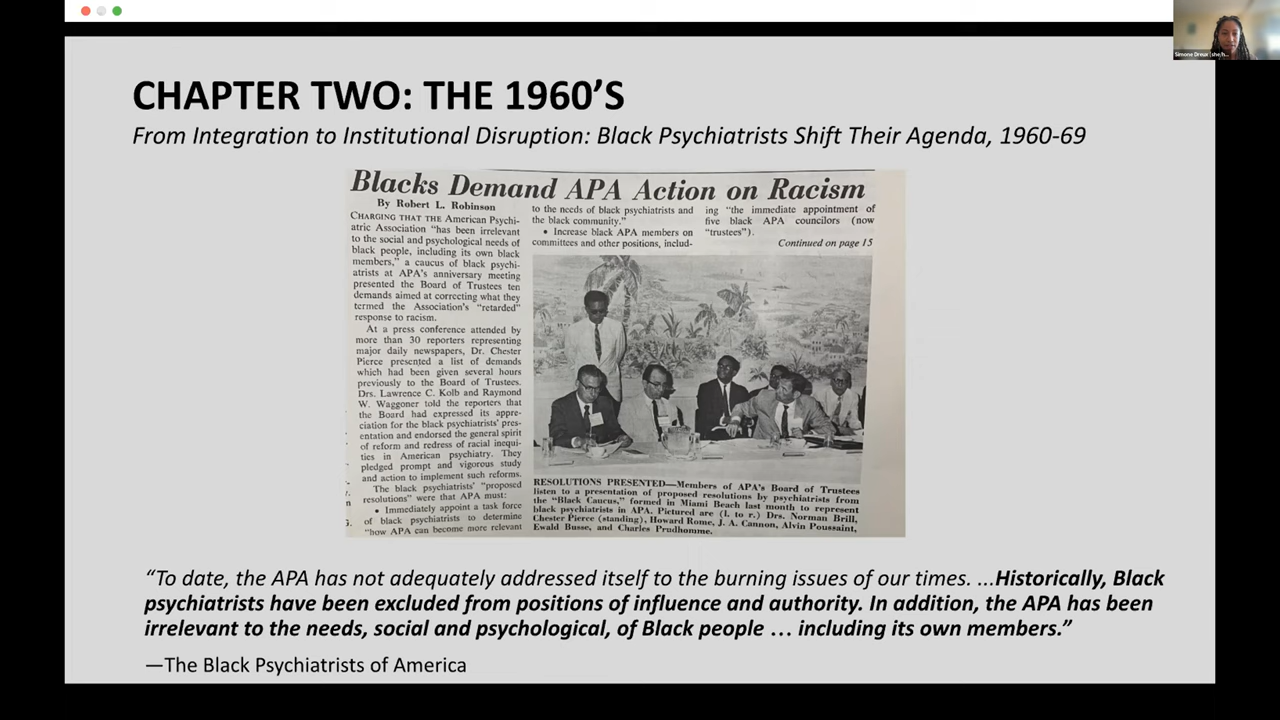 CHAPTER TWO: THE 1960'S
From Integration to Institutional Disruption: Black Psychiatrists Shift Their Agenda, 1960-69
Blacks Demand APA Action on Racism
By Robert L. Robinson
CHARGING THAT THE American Psychi-
atric Association "has been irrelevant
to the social and psychological needs of
black people, including its own black
members," a caucus of black psychi-
atrists at APA's anniversary meeting
presented the Board of Trustees ten
demands aimed at correcting what they
termed the Association's "retarded"
response to racism.
At a press conference attended by
more than 30 reporters representing
major daily newspapers, Dr. Chester
Pierce presented a list of demands
which had been given several hours
previously to the Board of Trustees.
Drs. Lawrence C. Kolb and Raymond
W. Waggoner told the reporters that
the Board had expressed its appre-
ciation for the black psychiatrists' pres-
entation and endorsed the general spirit
of reform and redress of racial inequi-
ties in American psychiatry. They
pledged prompt and vigorous study
and action to implement such reforms.
The black psychiatrists' "proposed
resolutions" were that APA must:
• Immediately appoint a task force
of black psychiatrists to determine
"how APA can become more relevant
to the needs of black psychiatrists and
the black community."
• Increase black APA members on
committees and other positions, includ-
ing "the immediate appointment of
five black APA councilors (now
"trustees").
Continued on page 15
RESOLUTIONS PRESENTED—Members of APA's Board of Trustees
listen to a presentation of proposed resolutions by psychiatrists from
the "Black Caucus," formed in Miami Beach last month to represent
black psychiatrists in APA. Pictured are (l. to r.) Drs. Norman Brill,
Chester Pierce (standing), Howard Rome, J. A. Cannon, Alvin Poussaint,
Ewald Busse, and Charles Prudhomme.
"To date, the APA has not adequately addressed itself to the burning issues of our times. ...Historically, Black
psychiatrists have been excluded from positions of influence and authority. In addition, the APA has been
irrelevant to the needs, social and psychological, of Black people ... including its own members."
—The Black Psychiatrists of America